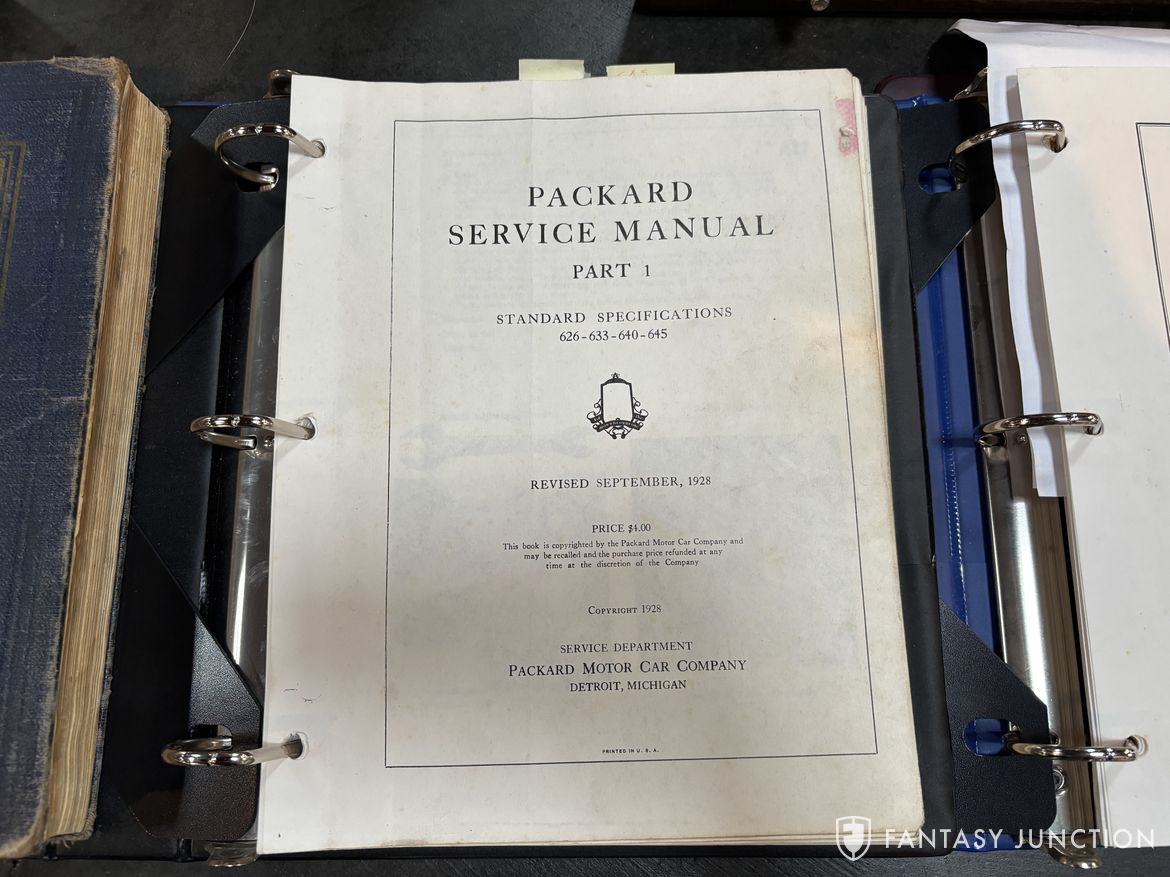 PACKARD
SERVICE MANUAL
PART 1
STANDARD SPECIFICATIONS
626-633-640-645
REVISED SEPTEMBER, 1928
PRICE $4.00
This book is copyrighted by the Packard Motor Car Company and
may be recalled and the purchase price refunded at any
time at the discretion of the Company
COPYRIGHT 1928
SERVICE DEPARTMENT
PACKARD MOTOR CAR COMPANY
DETROIT, MICHIGAN
PRINTED IN U. S. A.
FANTASY JUNCTION